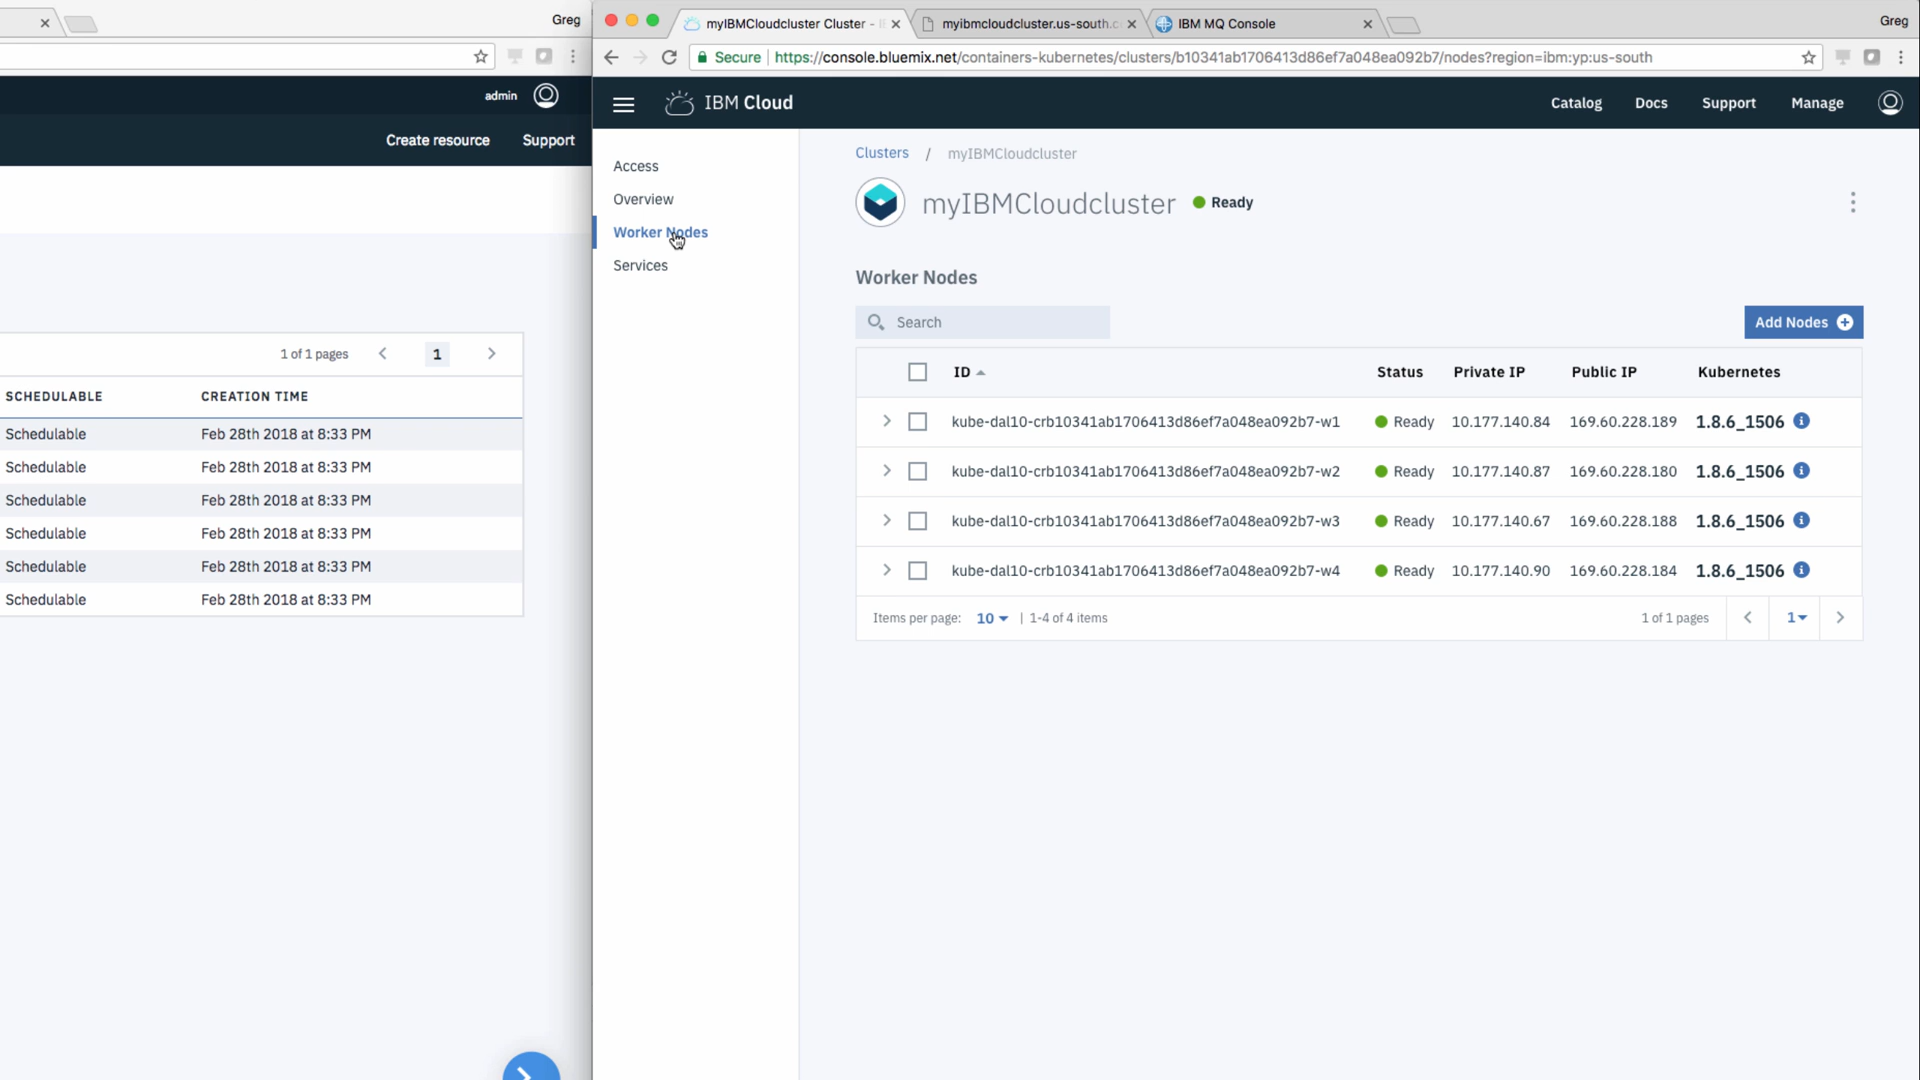 Greg
admin
Create resource Support
1 of 1 pages 1
SCHEDULABLE CREATION TIME
Schedulable Feb 28th 2018 at 8:33 PM
Schedulable Feb 28th 2018 at 8:33 PM
Schedulable Feb 28th 2018 at 8:33 PM
Schedulable Feb 28th 2018 at 8:33 PM
Schedulable Feb 28th 2018 at 8:33 PM
Schedulable Feb 28th 2018 at 8:33 PM
myIBMCloudcluster Cluster - myibmcloudcluster.us-south.c IBM MQ Console Greg
Secure https://console.bluemix.net/containers-kubernetes/clusters/b10341ab1706413d86ef7a048ea092b7/nodes?region=ibm:yp:us-south
IBM Cloud Catalog Docs Support Manage
Access
Overview
Worker Nodes
Services
Clusters / myIBMCloudcluster
myIBMCloudcluster Ready
Worker Nodes
Search Add Nodes
ID Status Private IP Public IP Kubernetes
kube-dal10-crb10341ab1706413d86ef7a048ea092b7-w1 Ready 10.177.140.84 169.60.228.189 1.8.6_1506
kube-dal10-crb10341ab1706413d86ef7a048ea092b7-w2 Ready 10.177.140.87 169.60.228.180 1.8.6_1506
kube-dal10-crb10341ab1706413d86ef7a048ea092b7-w3 Ready 10.177.140.67 169.60.228.188 1.8.6_1506
kube-dal10-crb10341ab1706413d86ef7a048ea092b7-w4 Ready 10.177.140.90 169.60.228.184 1.8.6_1506
Items per page: 10 | 1-4 of 4 items 1 of 1 pages 1